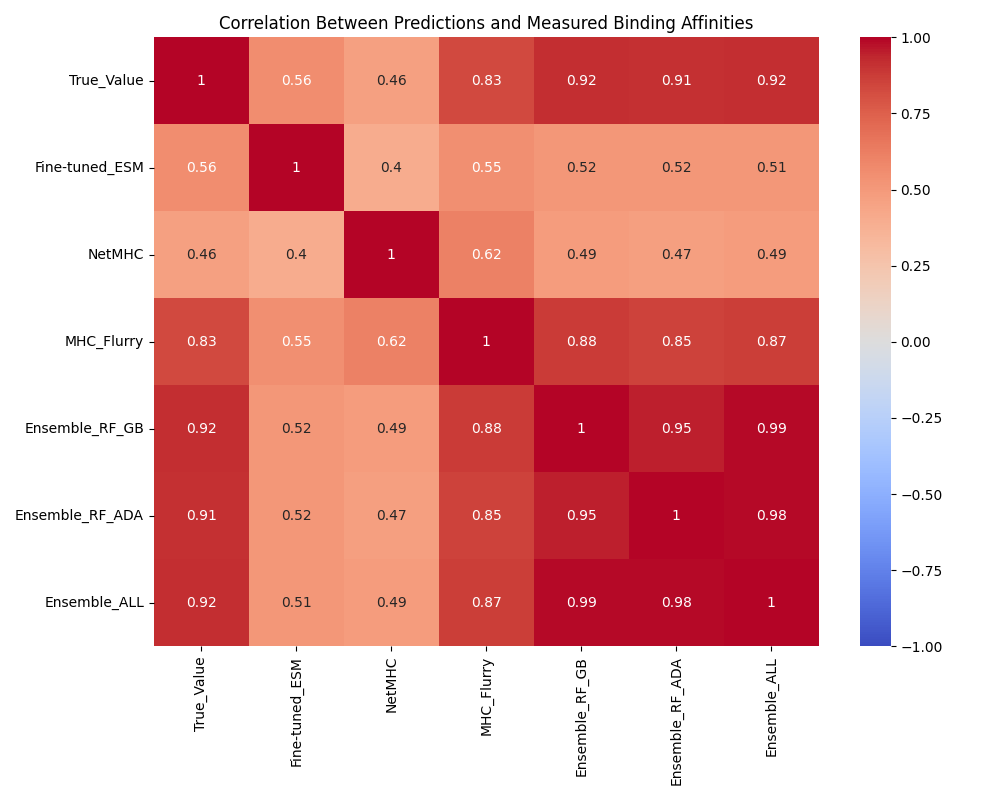 Correlation Between Predictions and Measured Binding Affinities
True_Value 1 0.56 0.46 0.83 0.92 0.91 0.92
Fine-tuned_ESM 0.56 1 0.4 0.55 0.52 0.52 0.51
NetMHC 0.46 0.4 1 0.62 0.49 0.47 0.49
MHC_Flurry 0.83 0.55 0.62 1 0.88 0.85 0.87
Ensemble_RF_GB 0.92 0.52 0.49 0.88 1 0.95 0.99
Ensemble_RF_ADA 0.91 0.52 0.47 0.85 0.95 1 0.98
Ensemble_ALL 0.92 0.51 0.49 0.87 0.99 0.98 1
True_Value
Fine-tuned_ESM
NetMHC
MHC_Flurry
Ensemble_RF_GB
Ensemble_RF_ADA
Ensemble_ALL
1.00
0.75
0.50
0.25
0.00
−0.25
−0.50
−0.75
−1.00